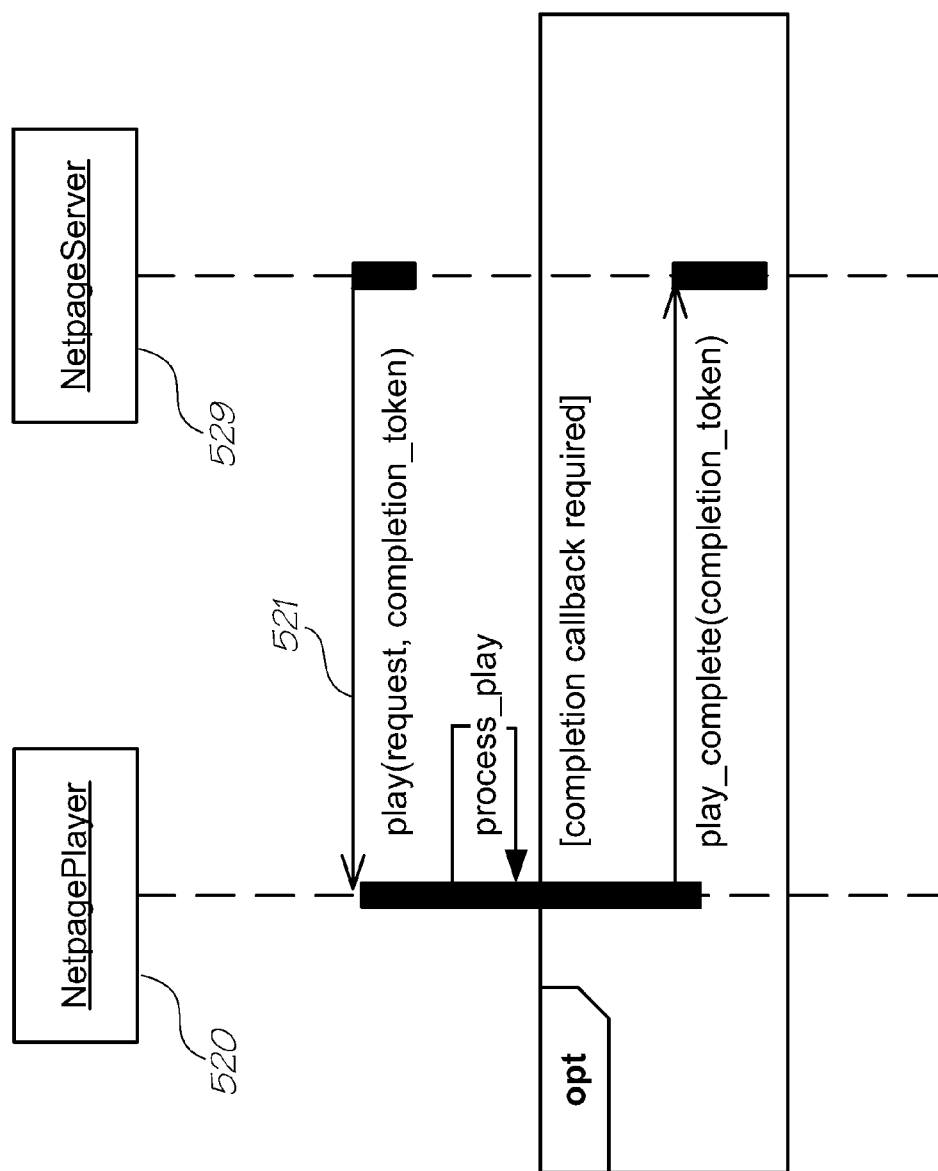 NetpagePlayer
NetpageServer
520
529
521
play(request, completion_token)
process_play
opt
[completion callback required]
play_complete(completion_token)